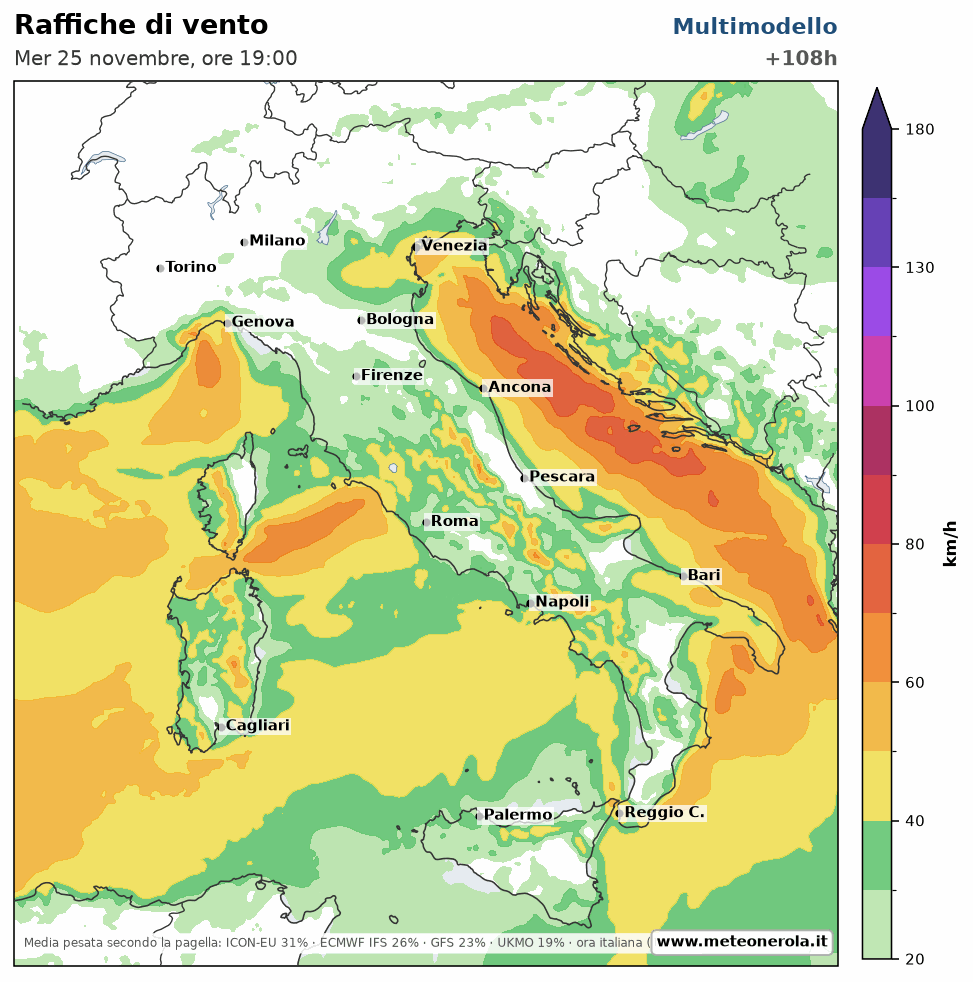 Raffiche di vento
Multimodello
Mer 25 novembre, ore 19:00
+108h
180
130
100
80
60
40
20
km/h
Milano
Venezia
Torino
Genova
Bologna
Firenze
Ancona
Pescara
Roma
Bari
Napoli
Cagliari
Palermo
Reggio C.
Media pesata secondo la pagella: ICON-EU 31% · ECMWF IFS 26% · GFS 23% · UKMO 19% · ora italiana (
www.meteonerola.it